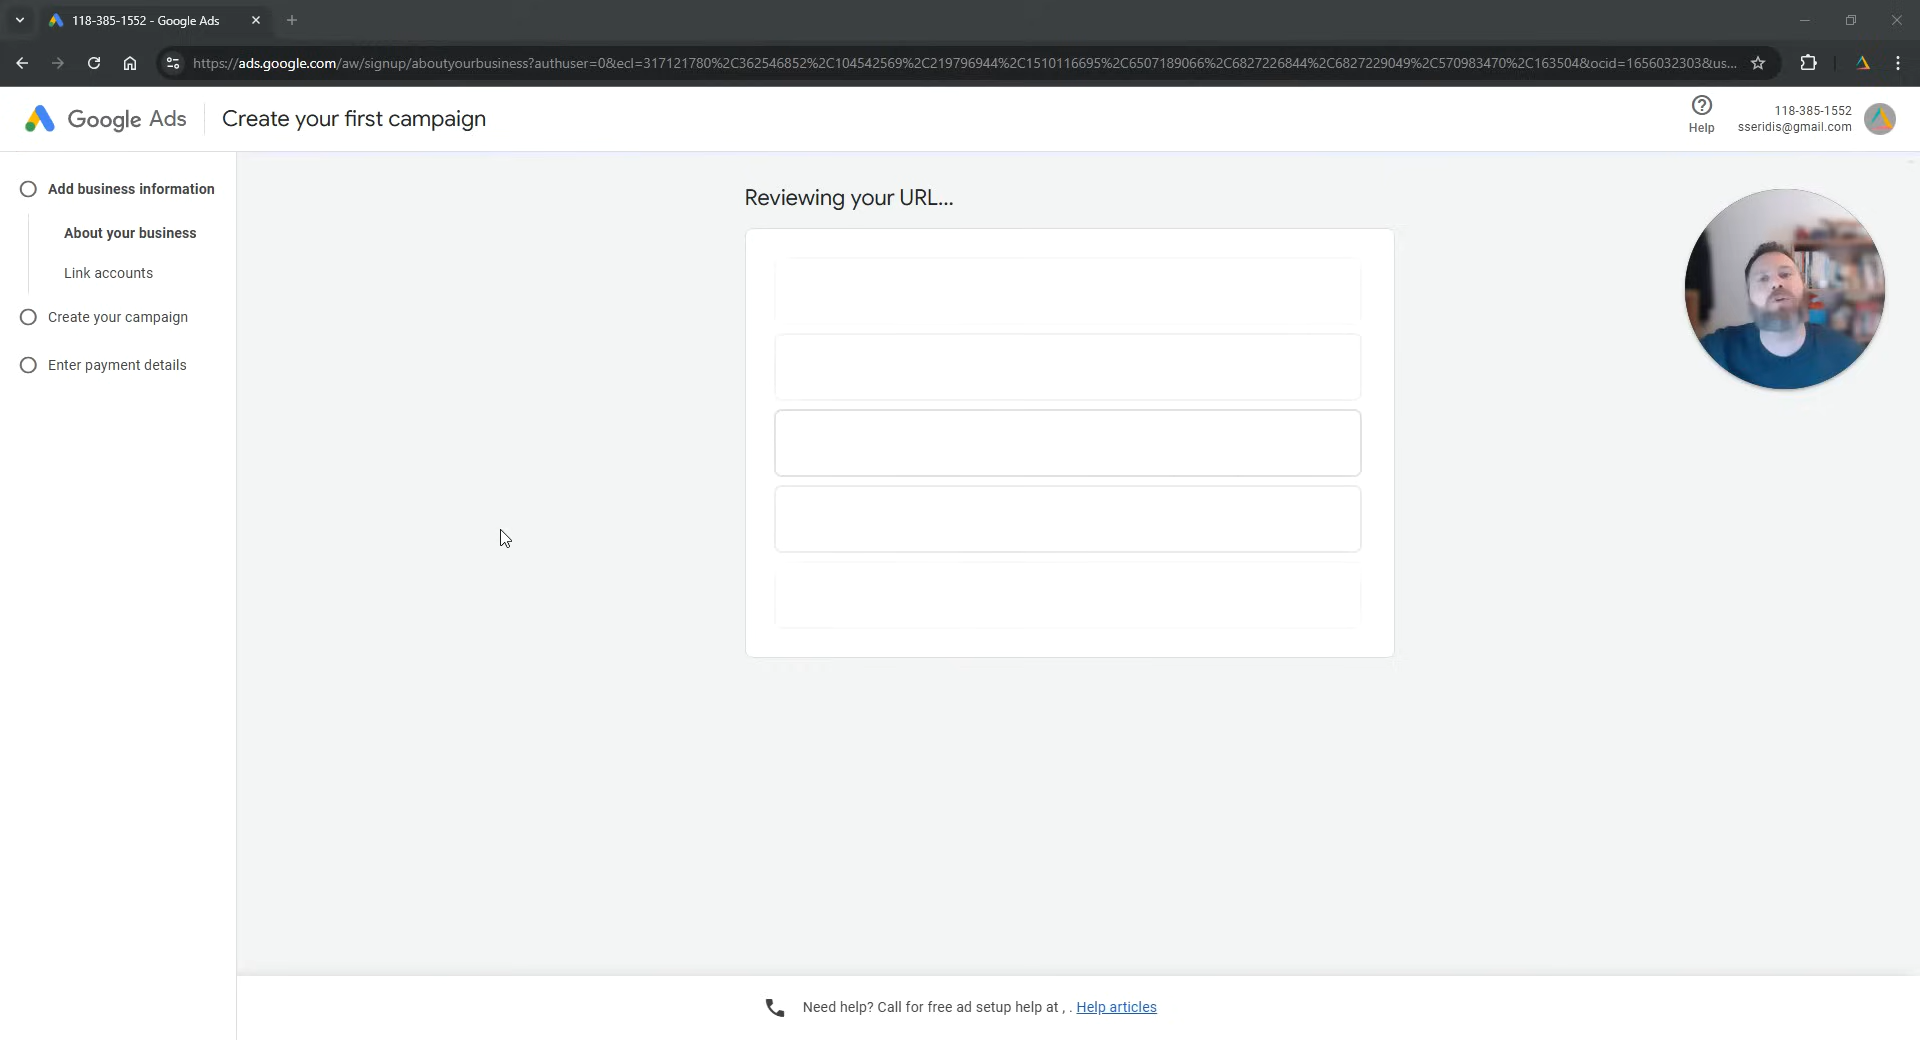 118-385-1552 - Google Ads
https://ads.google.com/aw/signup/aboutyourbusiness?authuser=0&ecl=317121780%2C362546852%2C104542569%2C219796944%2C1510116695%2C6507189066%2C6827226844%2C6827229049%2C570983470%2C163504&ocid=1656032303&us...
Google Ads
Create your first campaign
Help
118-385-1552
sseridis@gmail.com
Add business information
About your business
Link accounts
Create your campaign
Enter payment details
Reviewing your URL...
Need help? Call for free ad setup help at , . Help articles